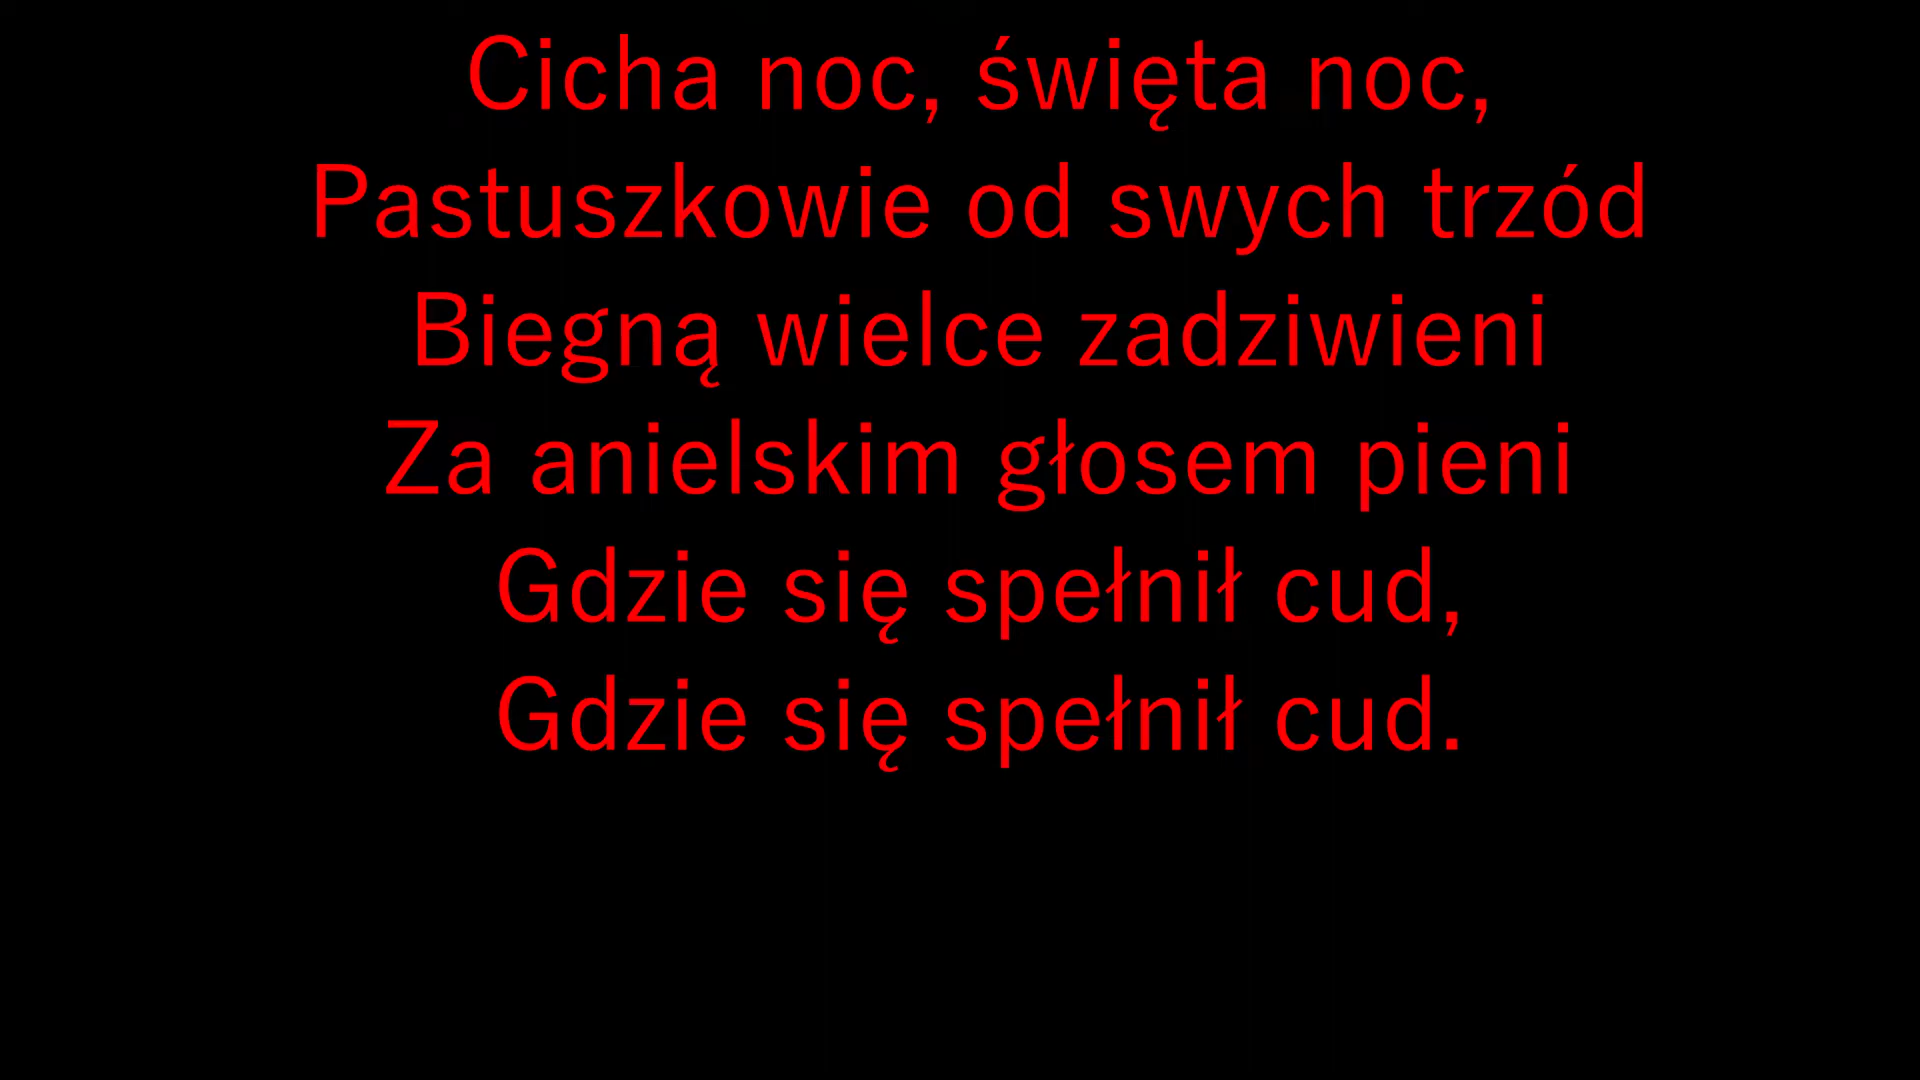 Cicha noc, święta noc,
Pastuszkowie od swych trzód
Biegną wielce zadziwieni
Za anielskim głosem pieni
Gdzie się spełnił cud,
Gdzie się spełnił cud.